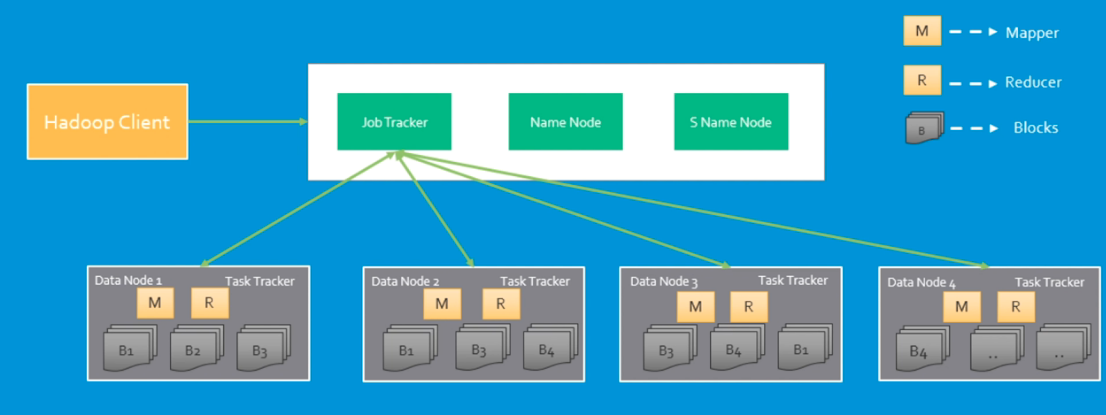 M Mapper
R Reducer
B Blocks
Hadoop Client
Job Tracker
Name Node
S Name Node
Data Node 1 Task Tracker
M R
B1 B2 B3
Data Node 2 Task Tracker
M R
B1 B3 B4
Data Node 3 Task Tracker
M R
B3 B4 B1
Data Node 4 Task Tracker
M R
B4 .. ..